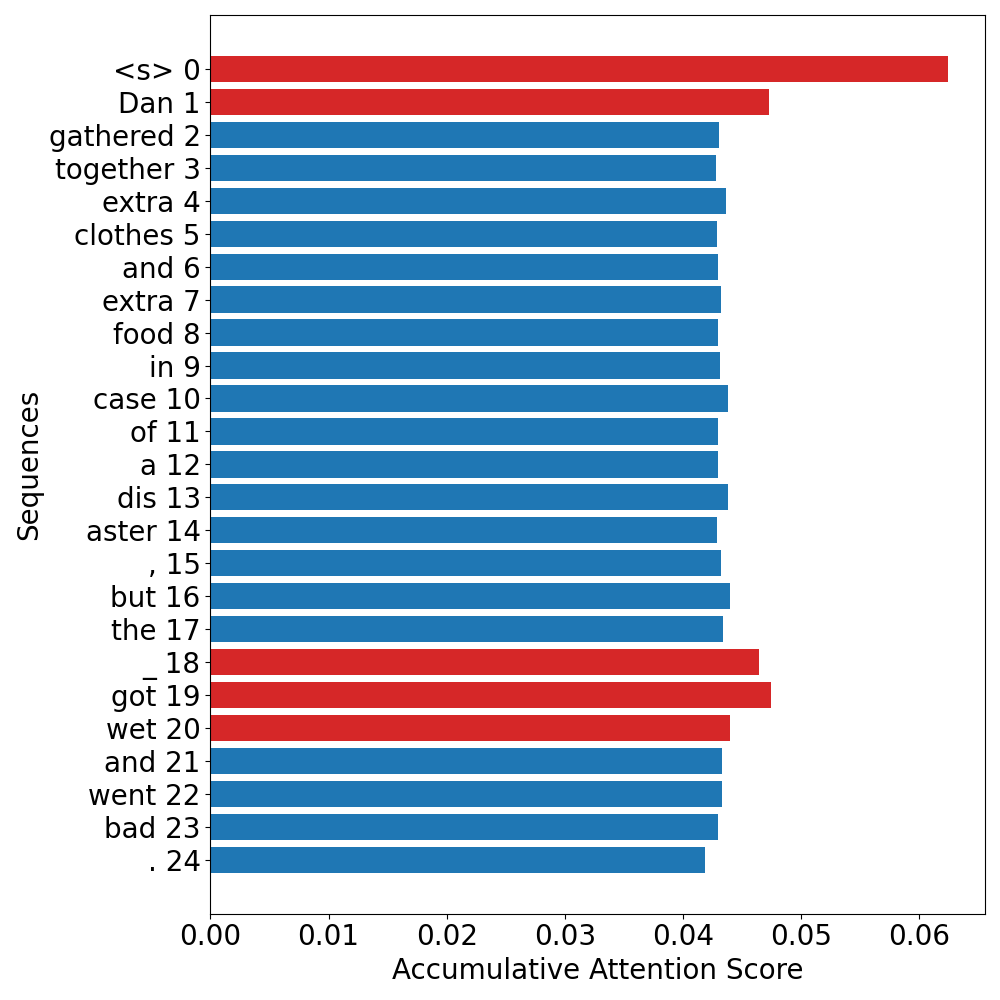 <s> 0
Dan 1
gathered 2
together 3
extra 4
clothes 5
and 6
extra 7
food 8
in 9
case 10
of 11
a 12
dis 13
aster 14
, 15
but 16
the 17
_ 18
got 19
wet 20
and 21
went 22
bad 23
. 24
Sequences
0.00 0.01 0.02 0.03 0.04 0.05 0.06
Accumulative Attention Score